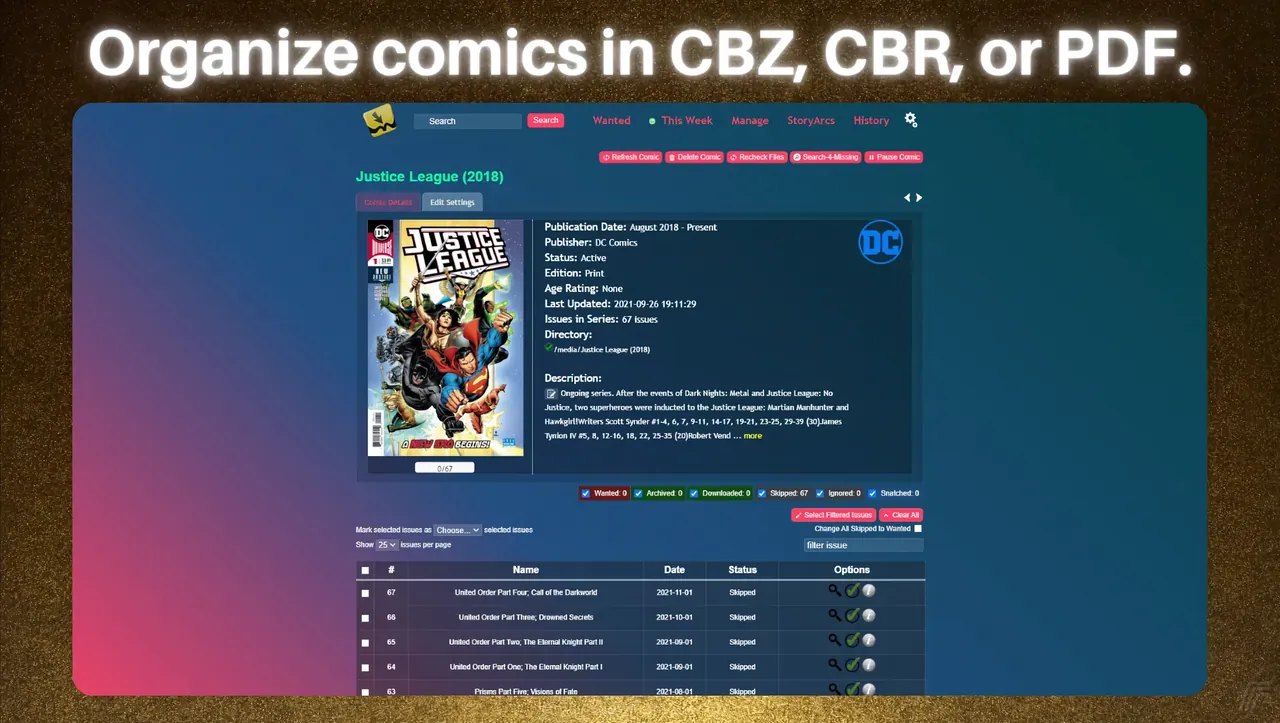 Organize comics in CBZ, CBR, or PDF.
Search Search Wanted This Week Manage StoryArcs History
Refresh Comic Delete Comic Recheck Files Search-4-Missing Pause Comic
Justice League (2018)
Comic Details Edit Settings
DC
JUSTICE
LEAGUE
A NEW ERA BEGINS!
0/67
Publication Date: August 2018 - Present
Publisher: DC Comics
Status: Active
Edition: Print
Age Rating: None
Last Updated: 2021-09-26 19:11:29
Issues in Series: 67 issues
Directory:
/media/Justice League (2018)
Description:
Ongoing series. After the events of Dark Nights: Metal and Justice League: No
Justice, two superheroes were inducted to the Justice League: Martian Manhunter and
Hawkgirl!Writers Scott Synder #1-4, 6, 7, 9-11, 14-17, 19-21, 23-25, 29-39 (30)James
Tynion IV #5, 8, 12-16, 18, 22, 25-35 (20)Robert Vend ... more
DC
Wanted: 0 Archived: 0 Downloaded: 0 Skipped: 67 Ignored: 0 Snatched: 0
Select Filtered Issues Clear All
Change All Skipped to Wanted
Mark selected issues as Choose... selected issues
Show 25 issues per page
filter issue
# Name Date Status Options
67 United Order Part Four; Call of the Darkworld 2021-11-01 Skipped
66 United Order Part Three; Drowned Secrets 2021-10-01 Skipped
65 United Order Part Two; The Eternal Knight Part II 2021-09-01 Skipped
64 United Order Part One; The Eternal Knight Part I 2021-09-01 Skipped
63 Prisms Part Five; Visions of Fate 2021-08-01 Skipped